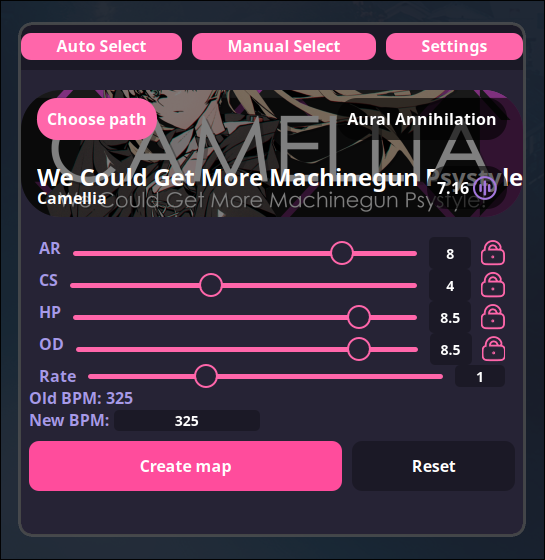 Auto Select Manual Select Settings
Choose path Aural Annihilation
CAMELLIA
We Could Get More Machinegun Psystyle
Camellia 7.16
We Could Get More Machinegun Psystyle!
AR 8
CS 4
HP 8.5
OD 8.5
Rate 1
Old BPM: 325
New BPM: 325
Create map Reset